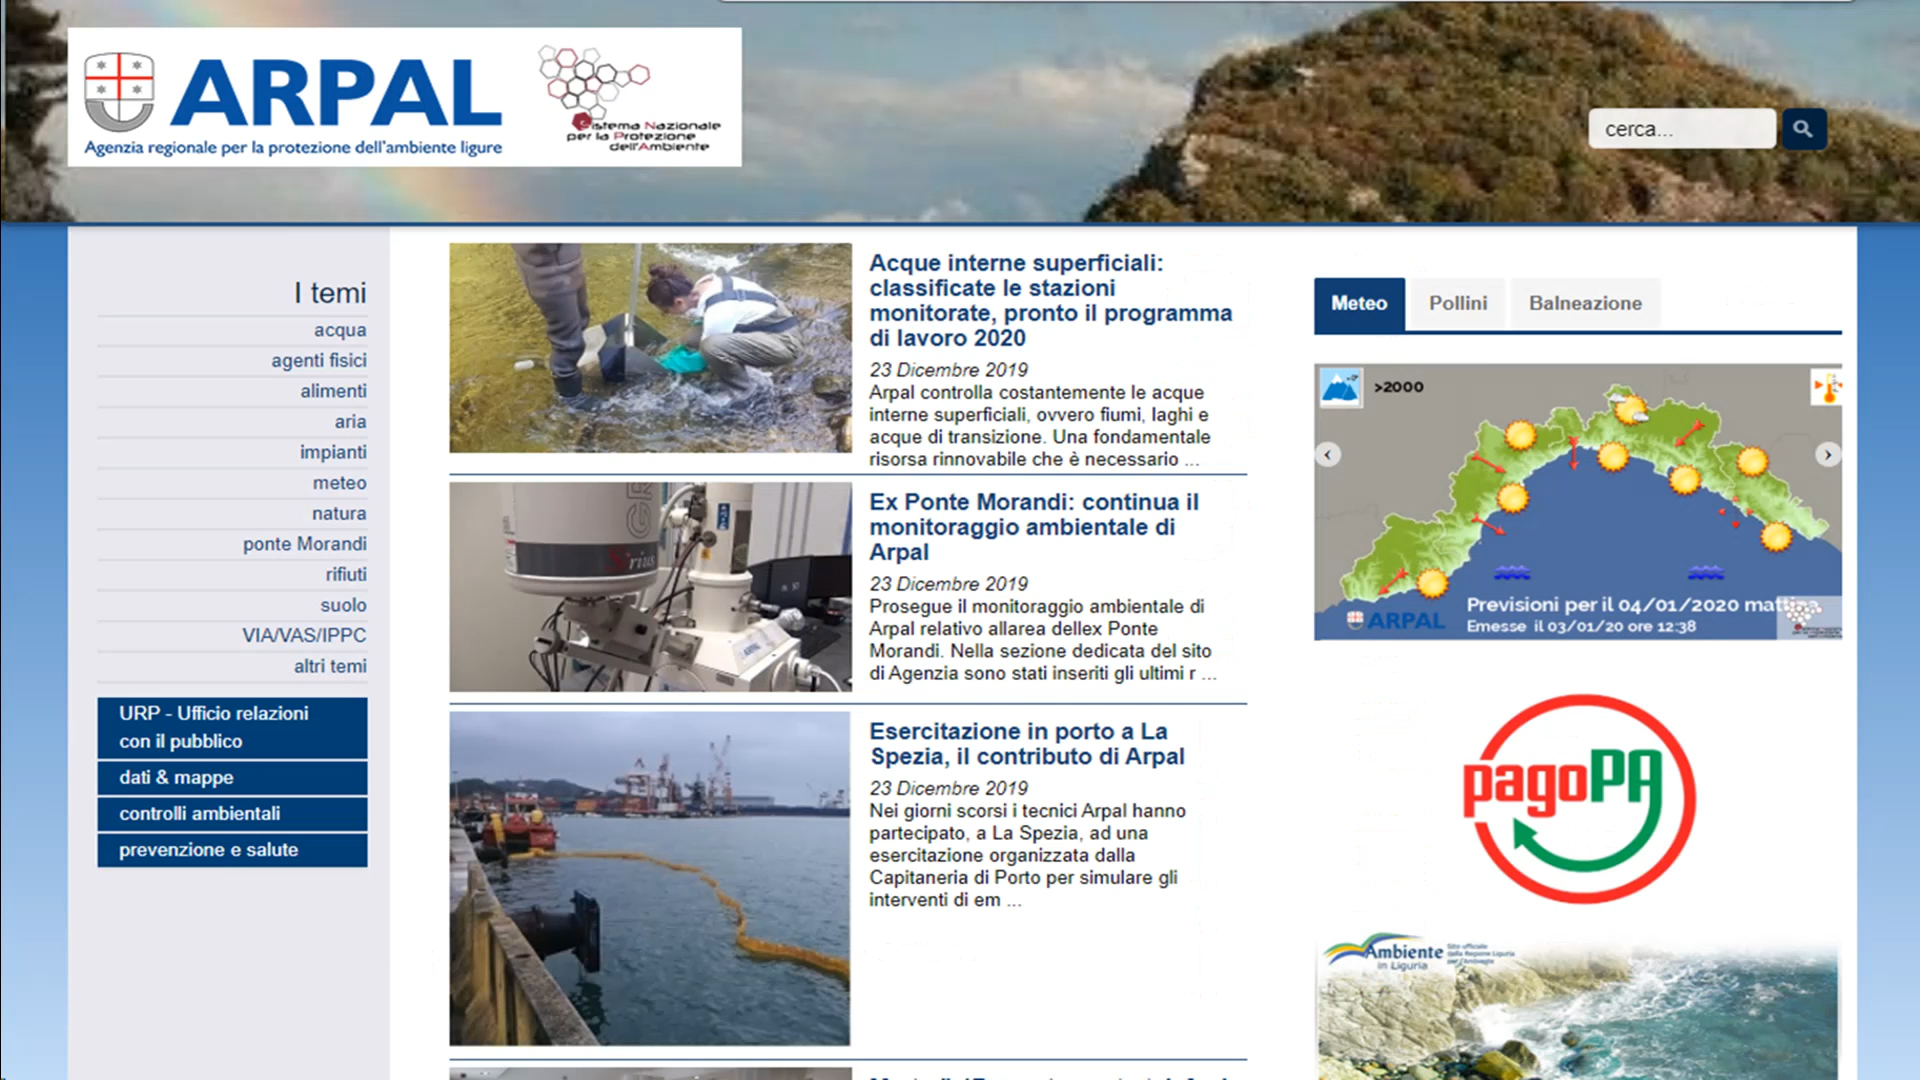 ARPAL
Agenzia regionale per la protezione dell'ambiente ligure
Sistema Nazionale
per la Protezione
dell'Ambiente
cerca...
I temi
acqua
agenti fisici
alimenti
aria
impianti
meteo
natura
ponte Morandi
rifiuti
suolo
VIA/VAS/IPPC
altri temi
URP - Ufficio relazioni
con il pubblico
dati & mappe
controlli ambientali
prevenzione e salute
Acque interne superficiali:
classificate le stazioni
monitorate, pronto il programma
di lavoro 2020
23 Dicembre 2019
Arpal controlla costantemente le acque
interne superficiali, ovvero fiumi, laghi e
acque di transizione. Una fondamentale
risorsa rinnovabile che è necessario ...
Sirius
Ex Ponte Morandi: continua il
monitoraggio ambientale di
Arpal
23 Dicembre 2019
Prosegue il monitoraggio ambientale di
Arpal relativo allarea dellex Ponte
Morandi. Nella sezione dedicata del sito
di Agenzia sono stati inseriti gli ultimi r ...
Esercitazione in porto a La
Spezia, il contributo di Arpal
23 Dicembre 2019
Nei giorni scorsi i tecnici Arpal hanno
partecipato, a La Spezia, ad una
esercitazione organizzata dalla
Capitaneria di Porto per simulare gli
interventi di em ...
Meteo
Pollini
Balneazione
>2000
ARPAL
Previsioni per il 04/01/2020 mattina
Emesse il 03/01/20 ore 12:38
pagoPA
Ambiente
in Liguria
Sito ufficiale
della Regione Liguria
per l'Ambiente